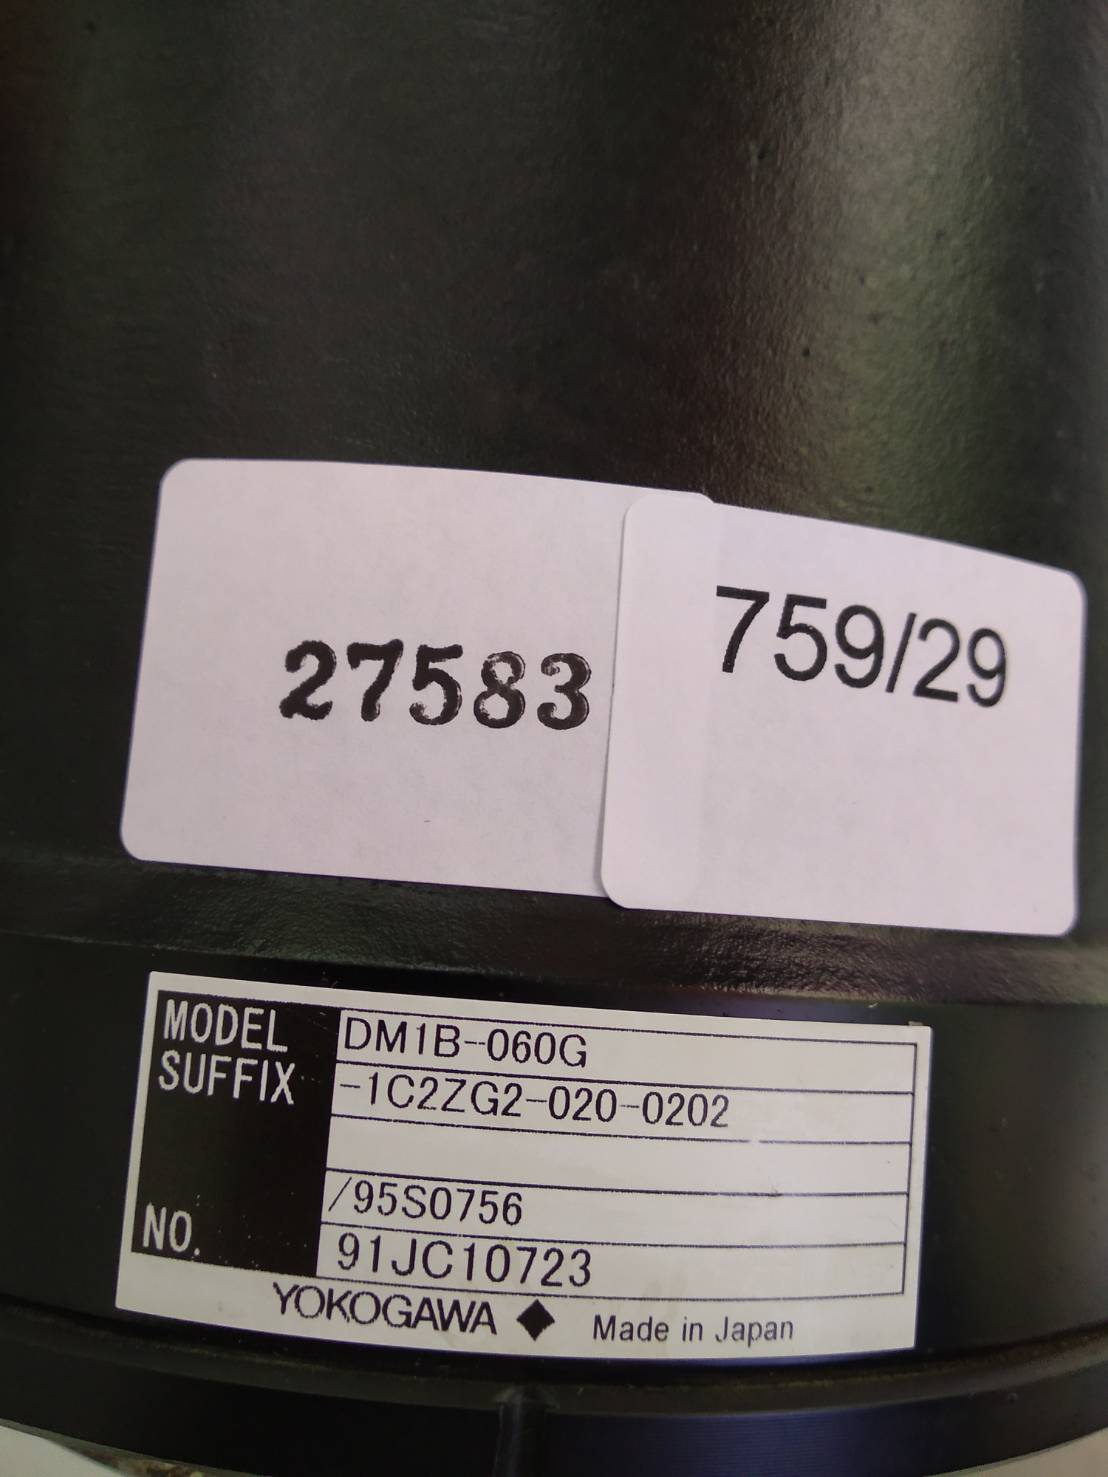 27583
759/29
MODEL DM1B-060G
SUFFIX -1C2ZG2-020-0202
/95S0756
NO. 91JC10723
YOKOGAWA ◆ Made in Japan